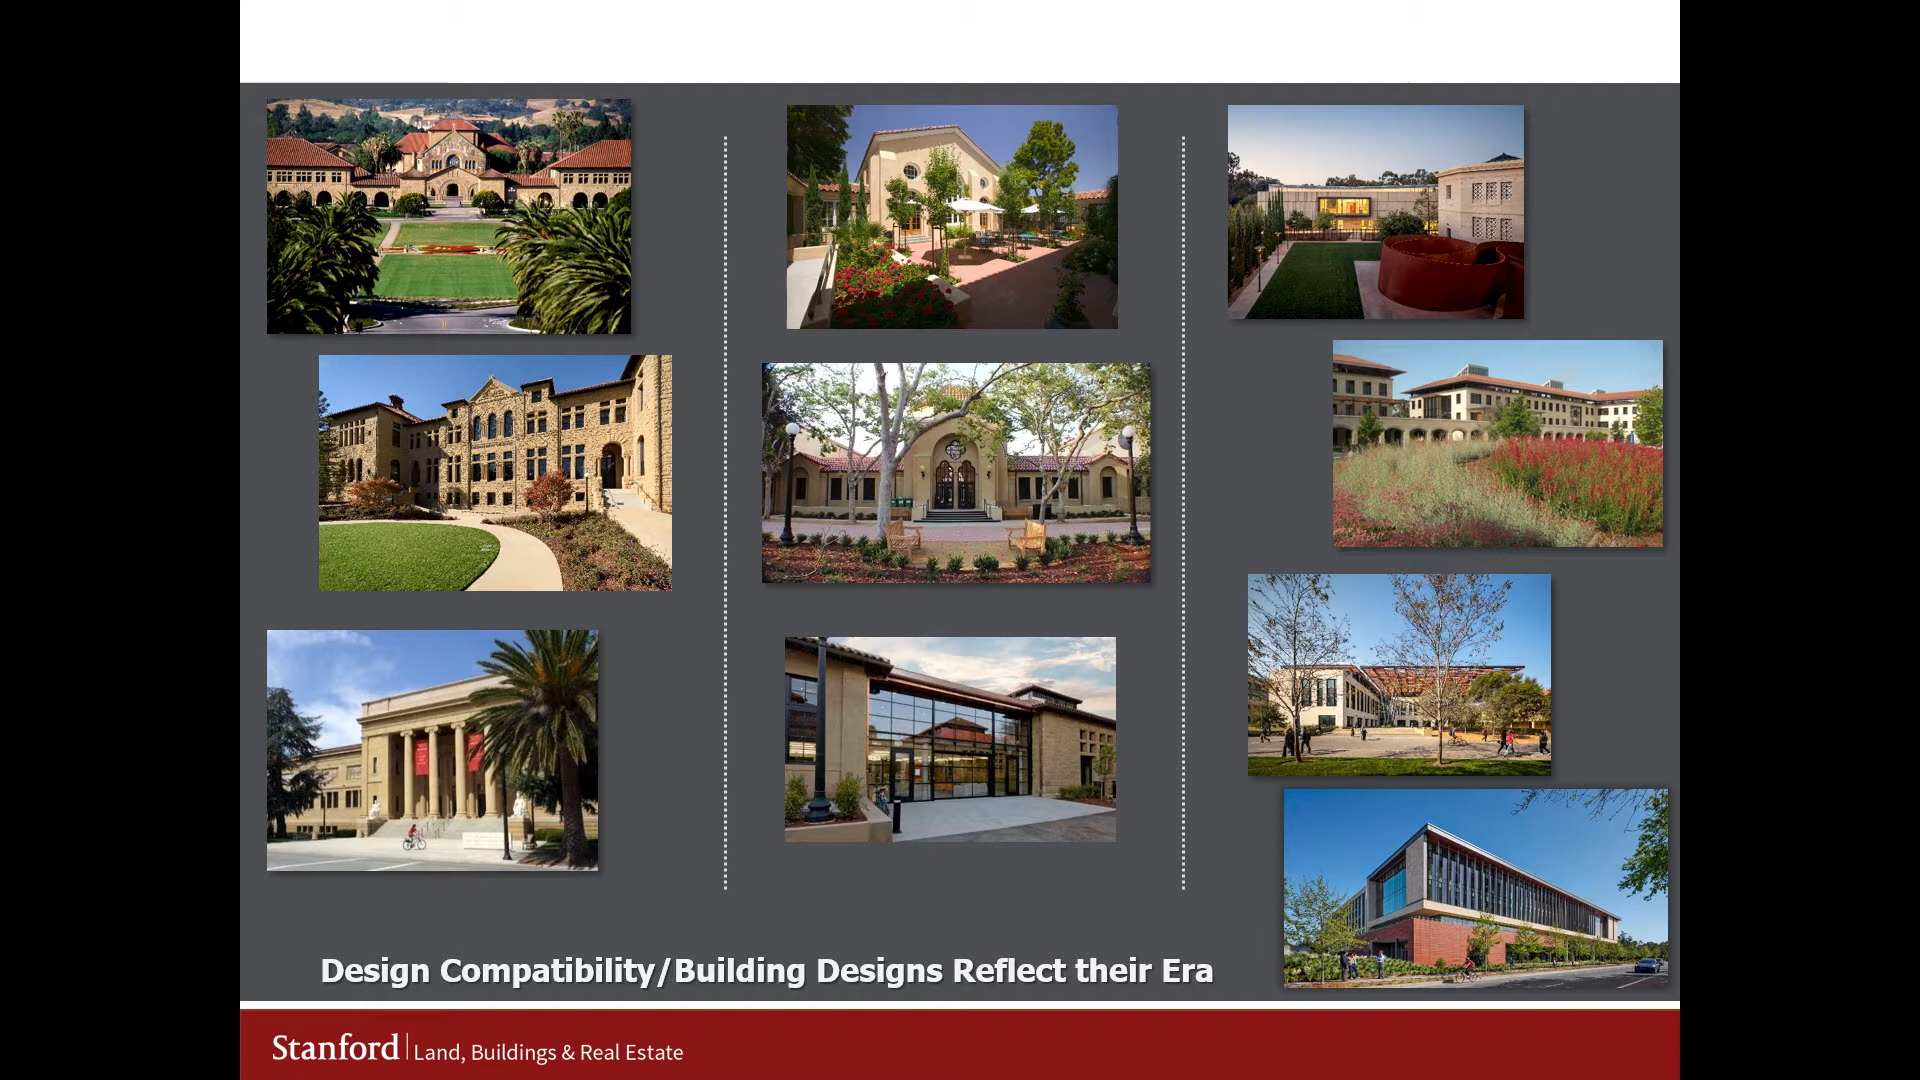 Design Compatibility/Building Designs Reflect their Era
Stanford | Land, Buildings & Real Estate